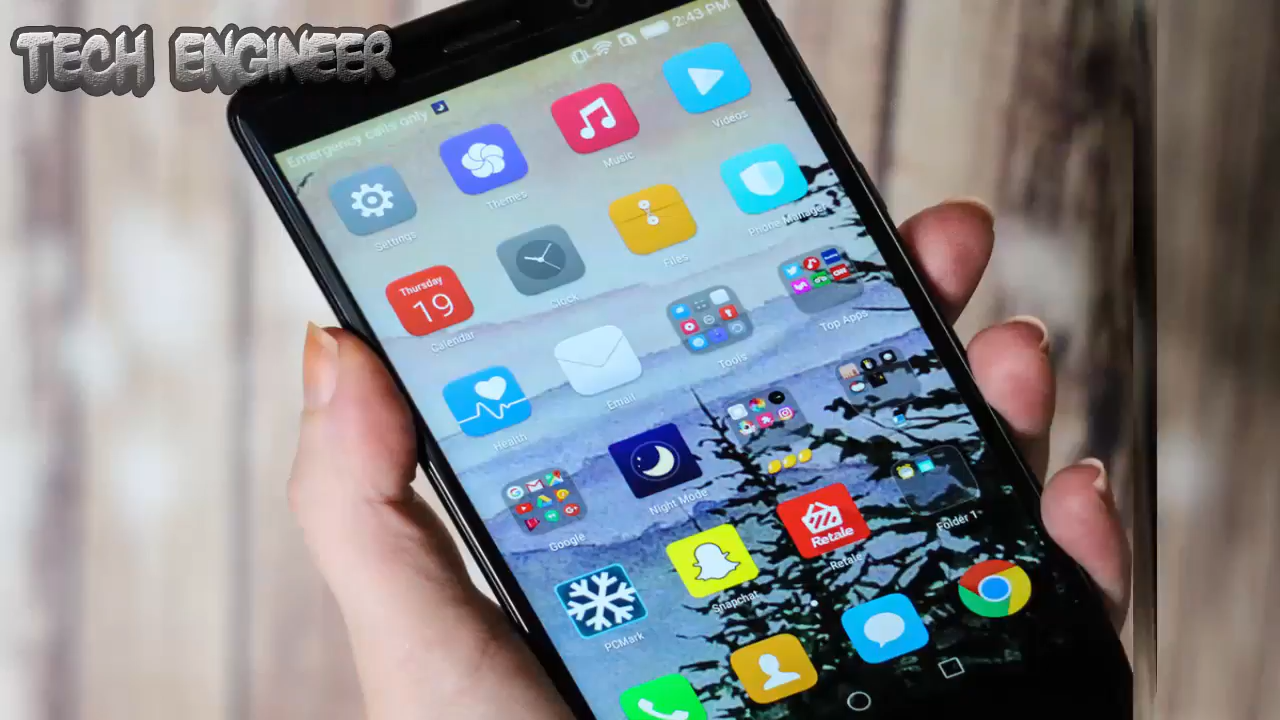 TECH ENGINEER
2:43 PM
Emergency calls only
Settings
Themes
Music
Videos
Thursday
19
Calendar
Clock
Files
Phone Manager
Health
Email
Tools
Top Apps
Google
Night Mode
Folder 1
PCMark
Snapchat
Retale
Retale